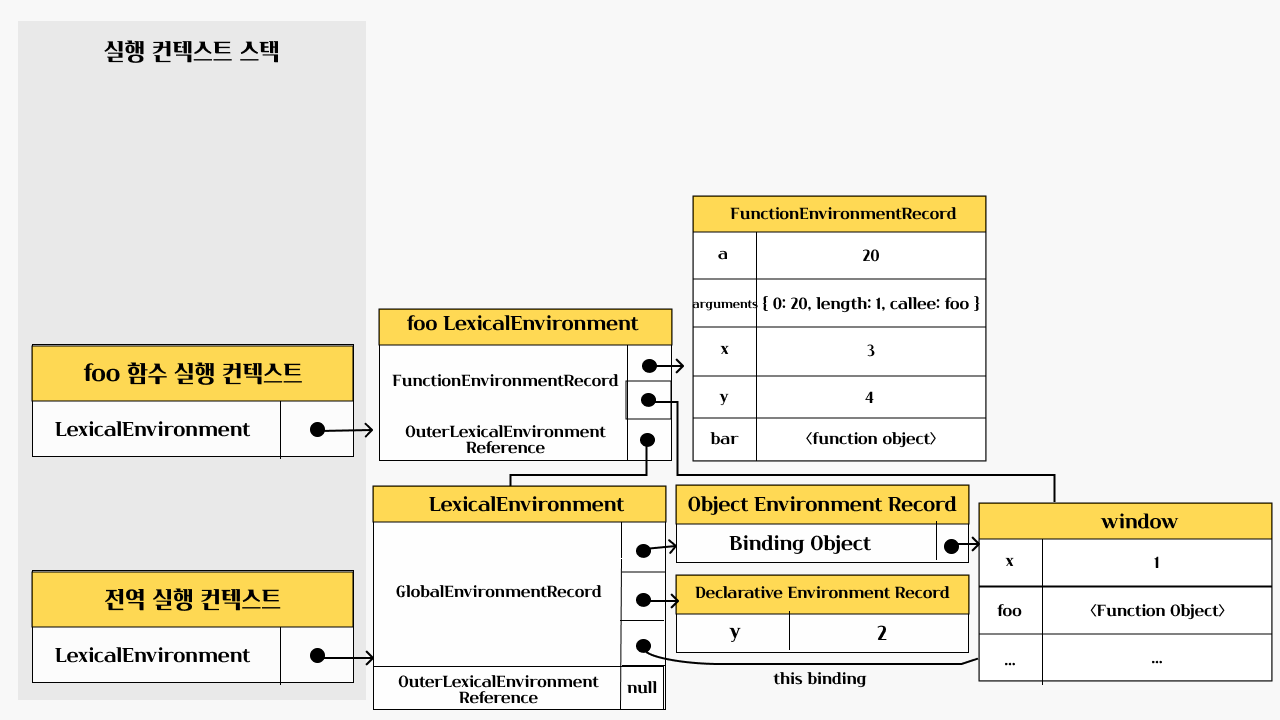 실행 컨텍스트 스택
foo 함수 실행 컨텍스트
LexicalEnvironment
전역 실행 컨텍스트
LexicalEnvironment
foo LexicalEnvironment
FunctionEnvironmentRecord
OuterLexicalEnvironment
Reference
FunctionEnvironmentRecord
a 20
arguments { 0: 20, length: 1, callee: foo }
x 3
y 4
bar 〈function object〉
LexicalEnvironment
GlobalEnvironmentRecord
OuterLexicalEnvironment
Reference
null
Object Environment Record
Binding Object
Declarative Environment Record
y 2
this binding
window
x 1
foo 〈Function Object〉
... ...